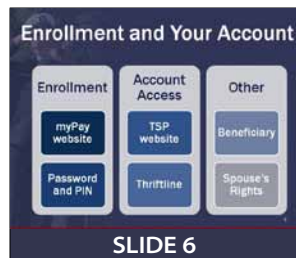 Enrollment and Your Account
Enrollment
myPay
website
Password
and PIN
Account
Access
TSP
website
Thriftline
Other
Beneficiary
Spouse's
Rights
SLIDE 6